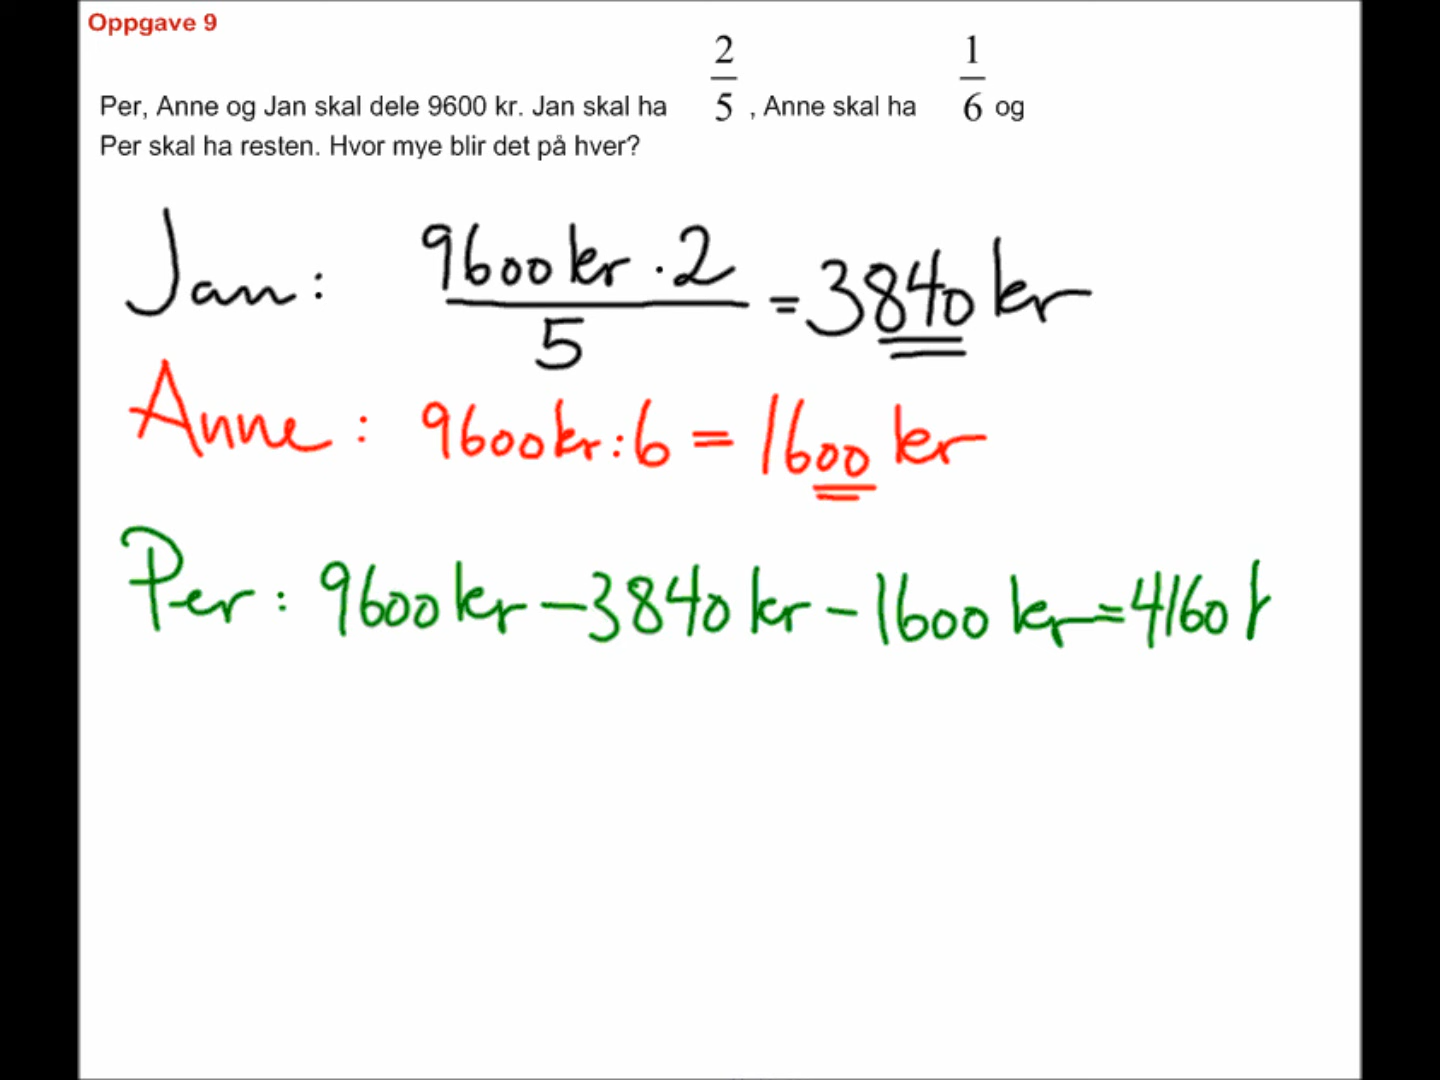 Oppgave 9
Per, Anne og Jan skal dele 9600 kr. Jan skal ha 2/5 , Anne skal ha 1/6 og
Per skal ha resten. Hvor mye blir det på hver?
Jan: 9600 kr · 2 / 5 = 3840 kr
Anne: 9600 kr : 6 = 1600 kr
Per: 9600 kr - 3840 kr - 1600 kr = 4160